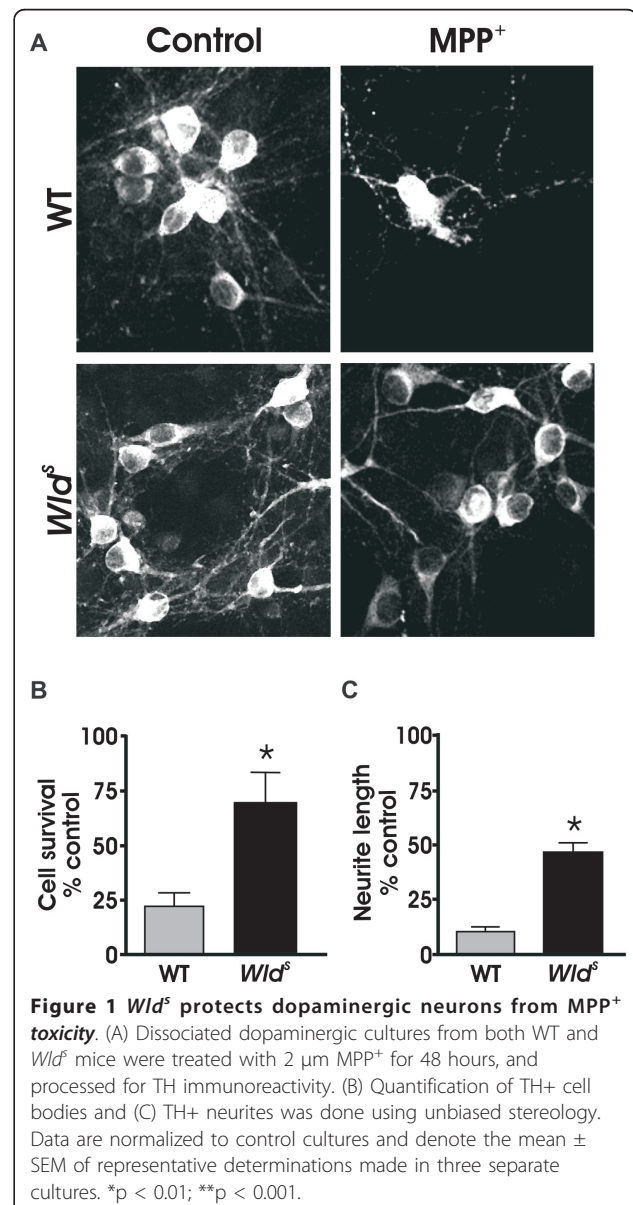 A
Control MPP⁺
WT
Wldˢ
B C
100
75
50
25
0
Cell survival
% control
*
WT Wldˢ
100
75
50
25
0
Neurite length
% control
*
WT Wldˢ
Figure 1 Wldˢ protects dopaminergic neurons from MPP⁺
toxicity. (A) Dissociated dopaminergic cultures from both WT and
Wldˢ mice were treated with 2 μm MPP⁺ for 48 hours, and
processed for TH immunoreactivity. (B) Quantification of TH+ cell
bodies and (C) TH+ neurites was done using unbiased stereology.
Data are normalized to control cultures and denote the mean ±
SEM of representative determinations made in three separate
cultures. *p < 0.01; **p < 0.001.